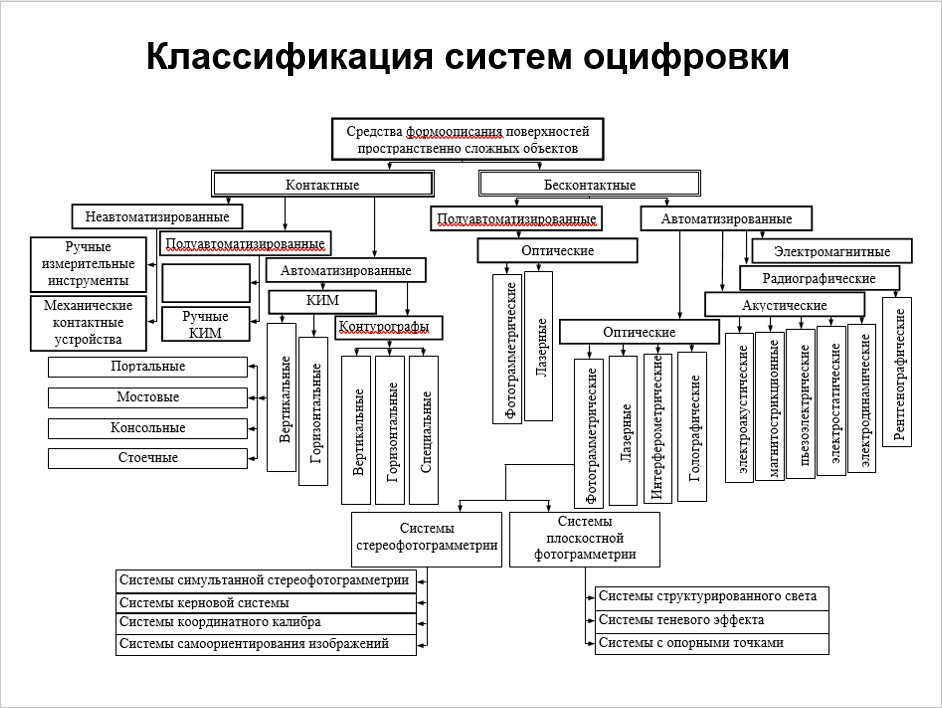 Классификация систем оцифровки
Средства формоописания поверхностей
пространственно сложных объектов
Контактные
Бесконтактные
Неавтоматизированные
Полуавтоматизированные
Автоматизированные
Полуавтоматизированные
Автоматизированные
Ручные
измерительные
инструменты
Механические
контактные
устройства
Ручные
КИМ
КИМ
Контурографы
Оптические
Электромагнитные
Радиографические
Акустические
Оптические
Портальные
Мостовые
Консольные
Стоечные
Вертикальные
Горизонтальные
Вертикальные
Горизонтальные
Специальные
Фотограмметрические
Лазерные
Фотограмметрические
Лазерные
Интерферометрические
Голографические
электроакустические
магнитострикционные
пьезоэлектрические
электростатические
электродинамические
Рентгенографические
Системы
стереофотограмметрии
Системы
плоскостной
фотограмметрии
Системы симультанной стереофотограмметрии
Системы керновой системы
Системы координатного калибра
Системы самоориентирования изображений
Системы структурированного света
Системы теневого эффекта
Системы с опорными точками